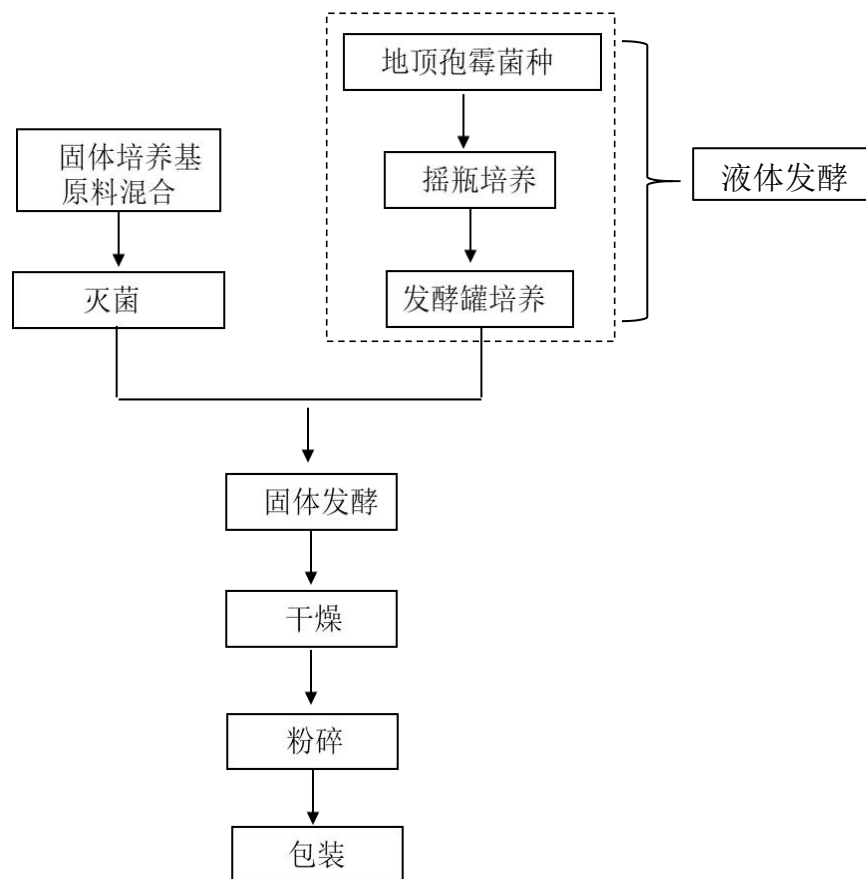 地顶孢霉菌种
固体培养基
原料混合
摇瓶培养
液体发酵
灭菌
发酵罐培养
固体发酵
干燥
粉碎
包装